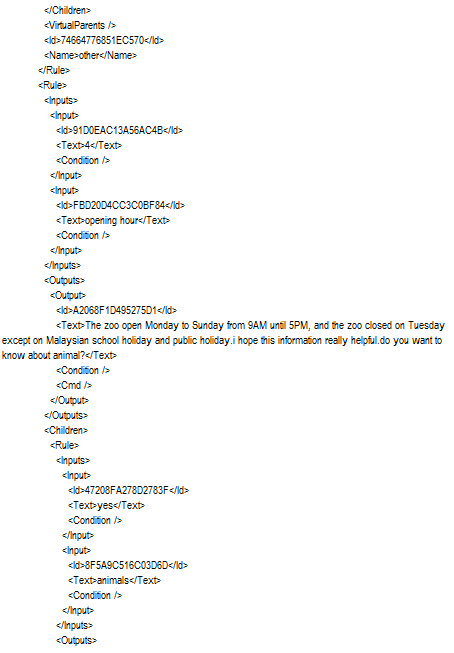 </Children>
<VirtualParents />
<Id>74664776851EC570</Id>
<Name>other</Name>
</Rule>
<Rule>
<Inputs>
<Input>
<Id>91D0EAC13A56AC4B</Id>
<Text>4</Text>
<Condition />
</Input>
<Input>
<Id>FBD20D4CC3C0BF84</Id>
<Text>opening hour</Text>
<Condition />
</Input>
</Inputs>
<Outputs>
<Output>
<Id>A2068F1D495275D1</Id>
<Text>The zoo open Monday to Sunday from 9AM until 5PM, and the zoo closed on Tuesday
except on Malaysian school holiday and public holiday.i hope this information really helpful.do you want to
know about animal?</Text>
<Condition />
<Cmd />
</Output>
</Outputs>
<Children>
<Rule>
<Inputs>
<Input>
<Id>47208FA278D2783F</Id>
<Text>yes</Text>
<Condition />
</Input>
<Input>
<Id>8F5A9C516C03D6D</Id>
<Text>animals</Text>
<Condition />
</Input>
</Inputs>
<Outputs>